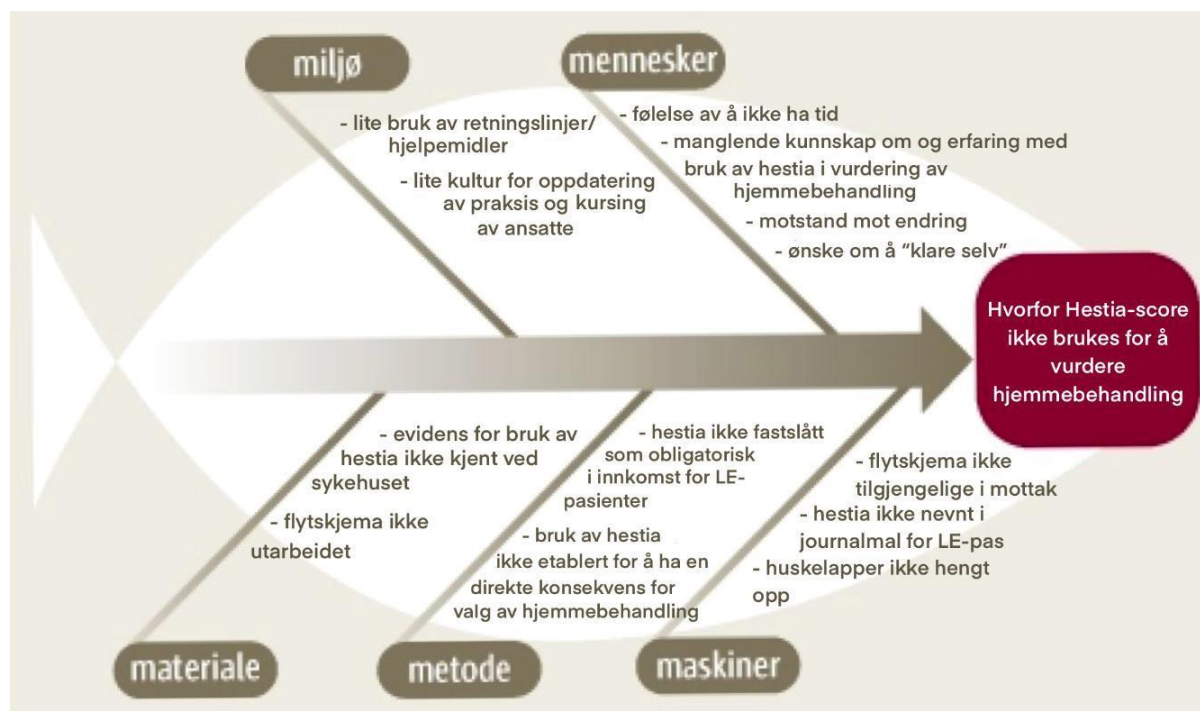 miljø
- lite bruk av retningslinjer/
hjelpemidler
- lite kultur for oppdatering
av praksis og kursing
av ansatte
mennesker
- følelse av å ikke ha tid
- manglende kunnskap om og erfaring med
bruk av hestia i vurdering av
hjemmebehandling
- motstand mot endring
- ønske om å “klare selv”
Hvorfor Hestia-score
ikke brukes for å
vurdere
hjemmebehandling
- evidens for bruk av
hestia ikke kjent ved
sykehuset
- flytskjema ikke
utarbeidet
materiale
- hestia ikke fastslått
som obligatorisk
i innkomst for LE-
pasienter
- bruk av hestia
ikke etablert for å ha en
direkte konsekvens for
valg av hjemmebehandling
metode
- flytskjema ikke
tilgjengelige i mottak
- hestia ikke nevnt i
journalmal for LE-pas
- huskelapper ikke hengt
opp
maskiner